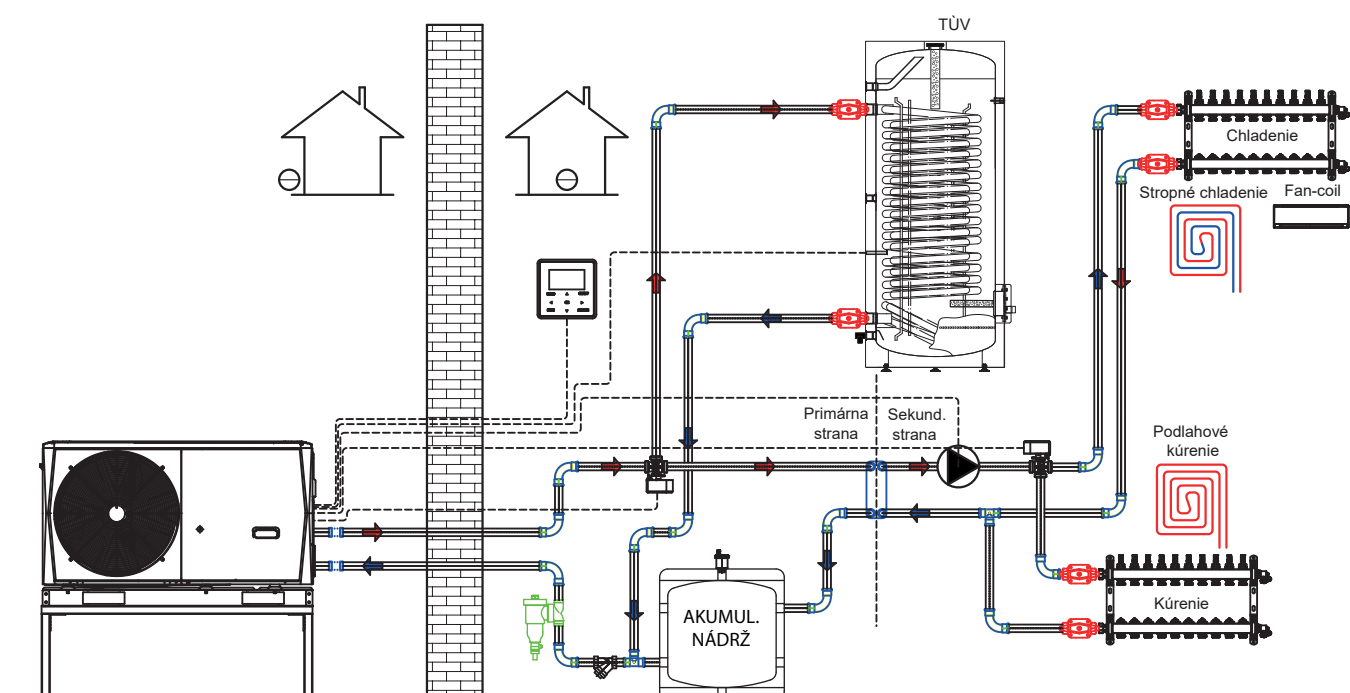 TÙV
Chladenie
Stropné chladenie
Fan-coil
Primárna
strana
Sekund.
strana
Podlahové
kúrenie
AKUMUL.
NÁDRŽ
Kúrenie